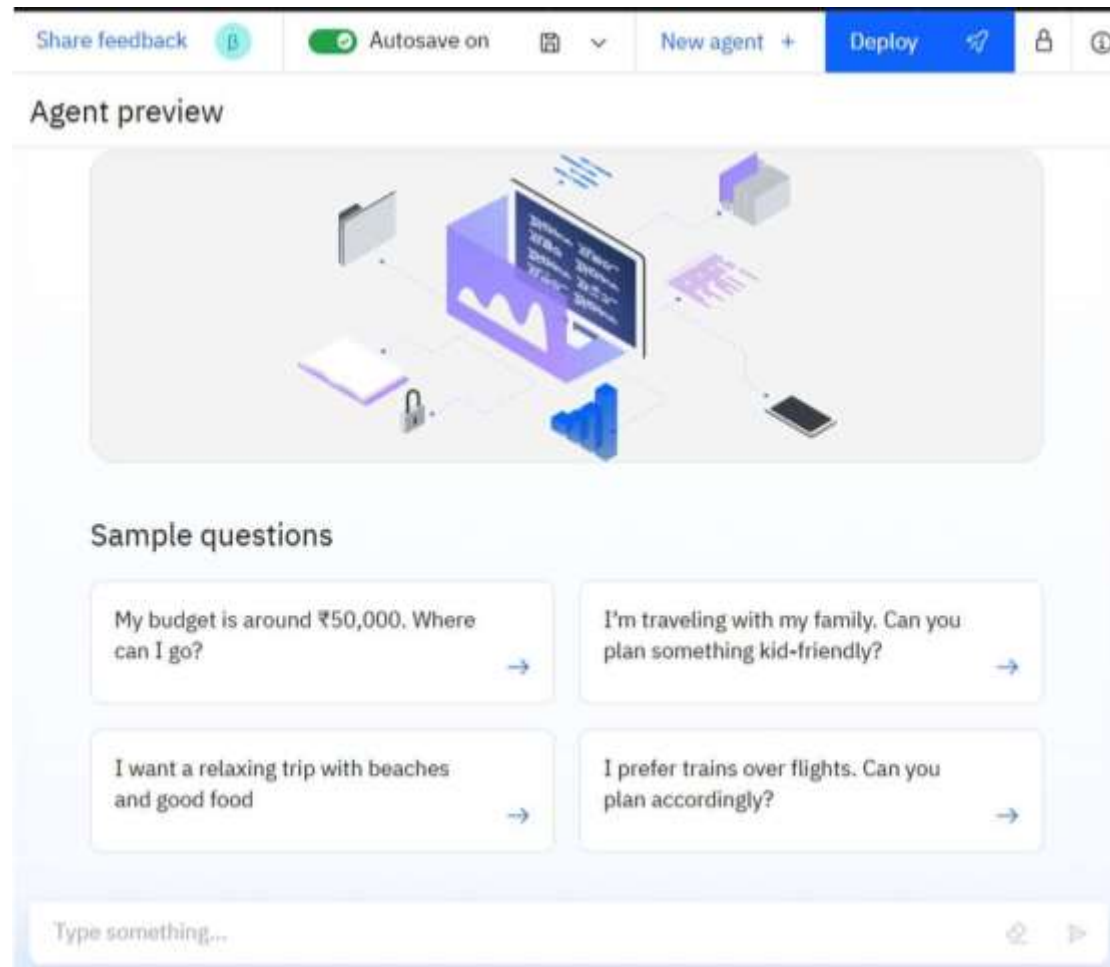 Share feedback β Autosave on New agent + Deploy
Agent preview
Sample questions
My budget is around ₹50,000. Where
can I go?
I'm traveling with my family. Can you
plan something kid-friendly?
I want a relaxing trip with beaches
and good food
I prefer trains over flights. Can you
plan accordingly?
Type something...